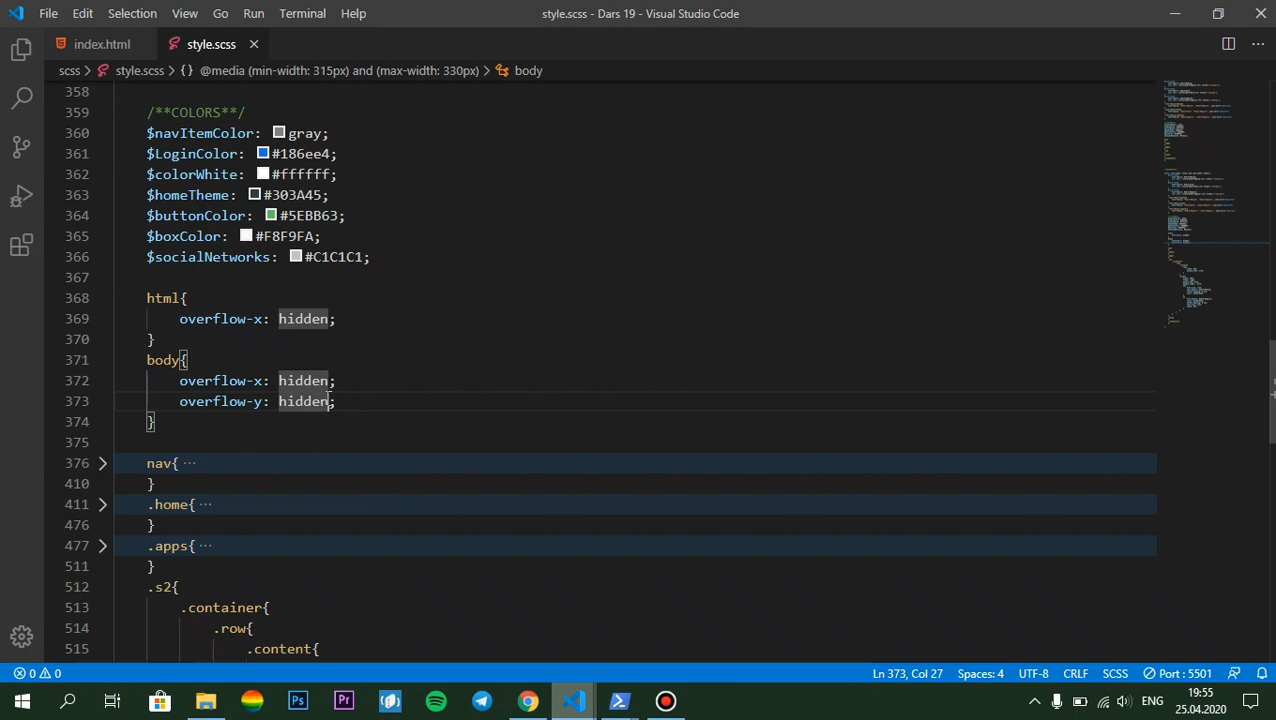 File Edit Selection View Go Run Terminal Help
style.scss - Dars 19 - Visual Studio Code
index.html
style.scss
scss > style.scss > {} @media (min-width: 315px) and (max-width: 330px) > body
358
359 /**COLORS**/
360 $navItemColor: gray;
361 $LoginColor: #186ee4;
362 $colorWhite: #ffffff;
363 $homeTheme: #303A45;
364 $buttonColor: #5EBB63;
365 $boxColor: #F8F9FA;
366 $socialNetworks: #C1C1C1;
367
368 html{
369 overflow-x: hidden;
370 }
371 body{
372 overflow-x: hidden;
373 overflow-y: hidden;
374 }
375
376 nav{ ...
410 }
411 .home{ ...
476 }
477 .apps{ ...
511 }
512 .s2{
513 .container{
514 .row{
515 .content{
0 0 Ln 373, Col 27 Spaces: 4 UTF-8 CRLF SCSS Port : 5501
ENG
19:55
25.04.2020